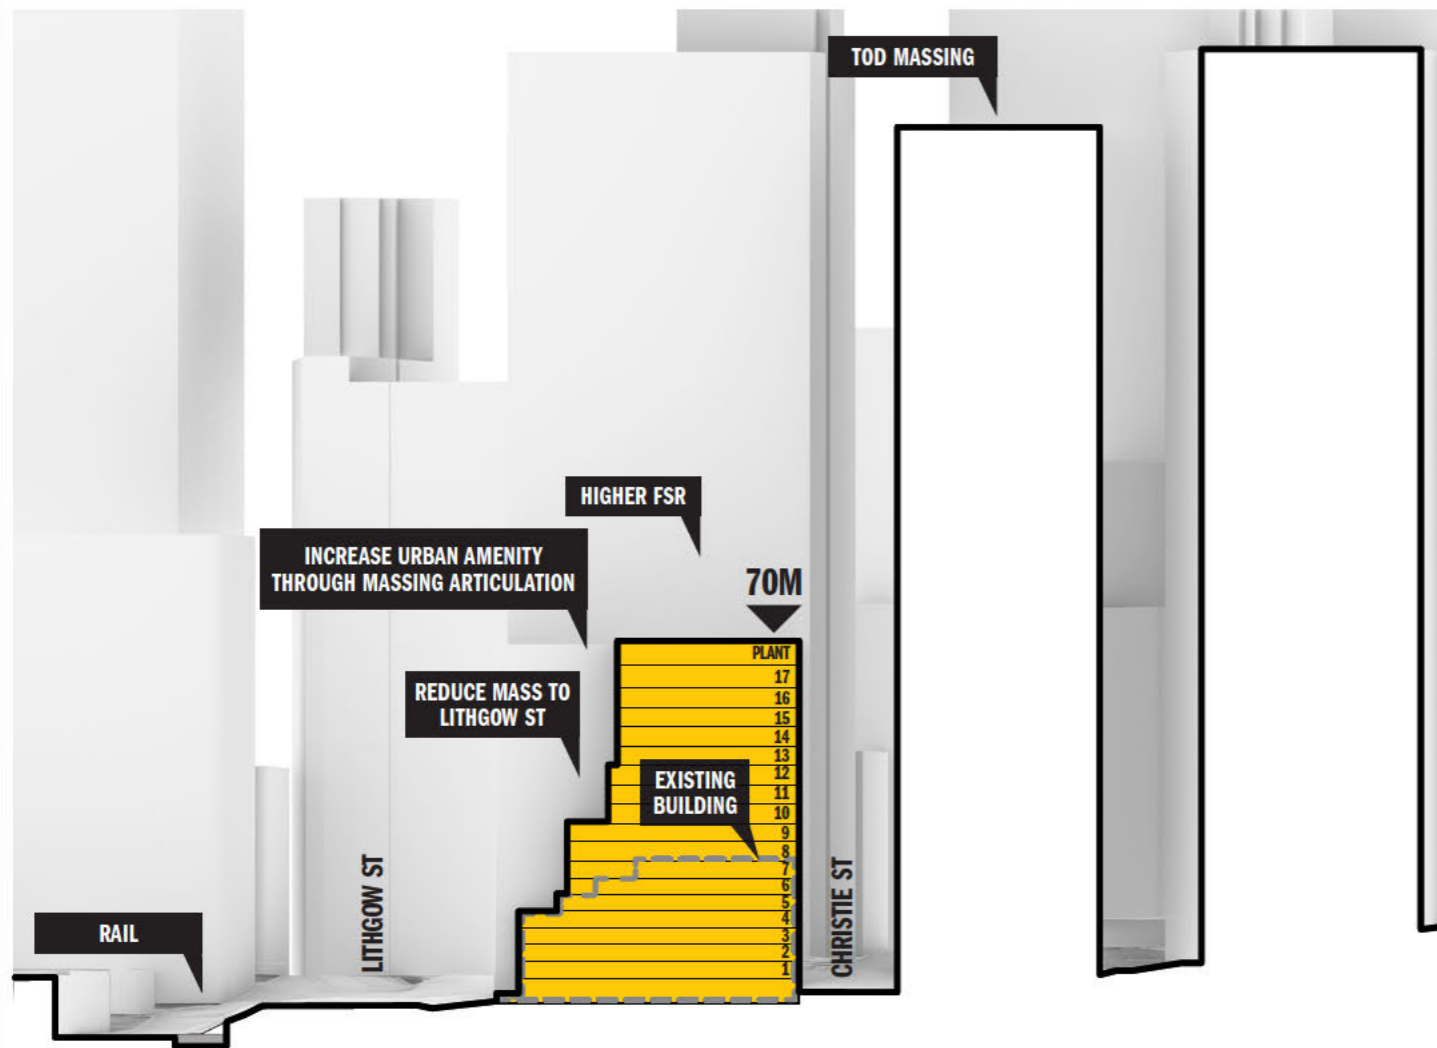 TOD MASSING
HIGHER FSR
INCREASE URBAN AMENITY
THROUGH MASSING ARTICULATION
70M
REDUCE MASS TO
LITHGOW ST
PLANT
17
16
15
14
13
12
11
10
9
8
7
6
5
4
3
2
1
EXISTING
BUILDING
LITHGOW ST
CHRISTIE ST
RAIL